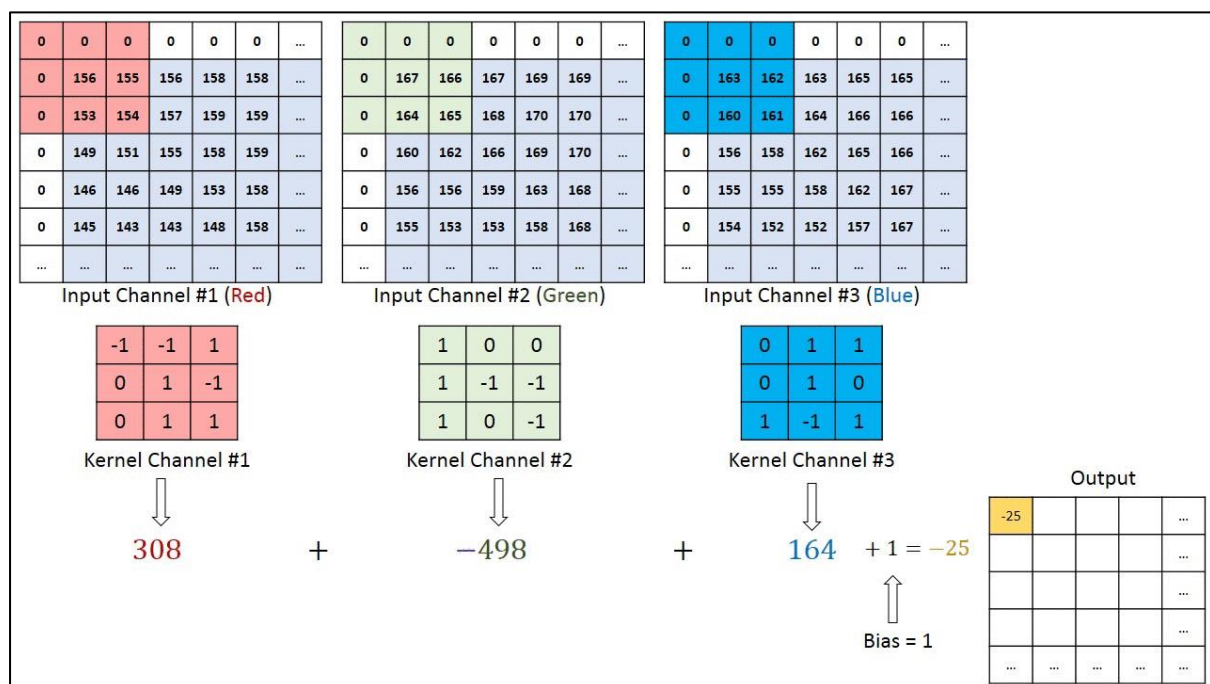 0 0 0 0 0 0 ... 0 0 0 0 0 0 ... 0 0 0 0 0 0 ...
0 156 155 156 158 158 ... 0 167 166 167 169 169 ... 0 163 162 163 165 165 ...
0 153 154 157 159 159 ... 0 164 165 168 170 170 ... 0 160 161 164 166 166 ...
0 149 151 155 158 159 ... 0 160 162 166 169 170 ... 0 156 158 162 165 166 ...
0 146 146 149 153 158 ... 0 156 156 159 163 168 ... 0 155 155 158 162 167 ...
0 145 143 143 148 158 ... 0 155 153 153 158 168 ... 0 154 152 152 157 167 ...
... ... ... ... ... ... ... ... ... ... ... ... ... ... ... ... ... ... ... ... ...
Input Channel #1 (Red) Input Channel #2 (Green) Input Channel #3 (Blue)
-1 -1 1 1 0 0 0 1 1
0 1 -1 1 -1 -1 0 1 0
0 1 1 1 0 -1 1 -1 1
Kernel Channel #1 Kernel Channel #2 Kernel Channel #3
Output
-25 ...
308 + −498 + 164 + 1 = −25
...
...
...
Bias = 1
... ... ... ... ...